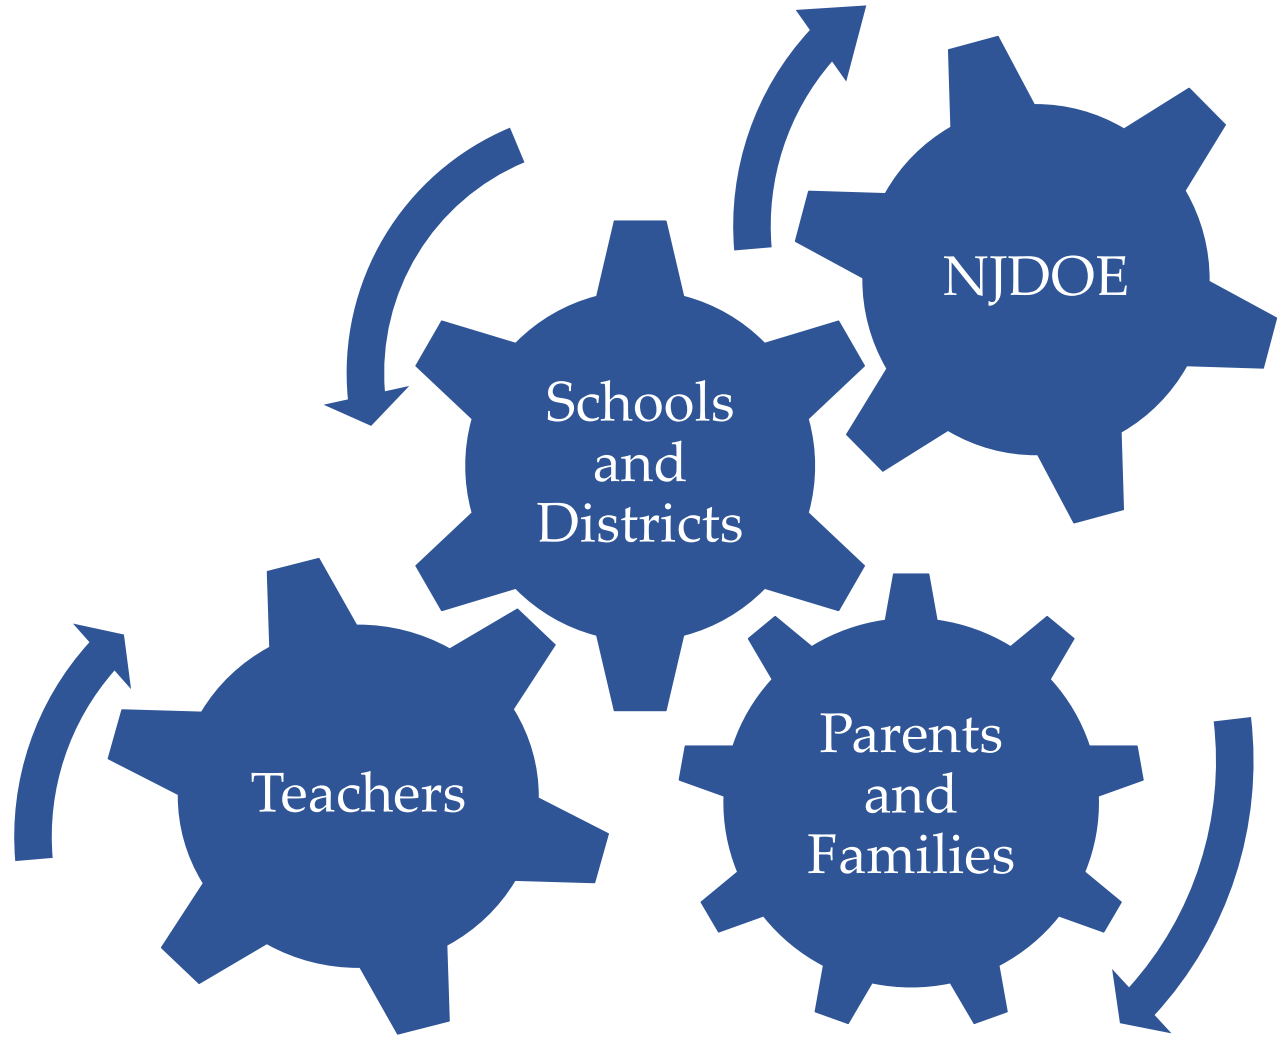 NJDOE
Schools
and
Districts
Teachers
Parents
and
Families